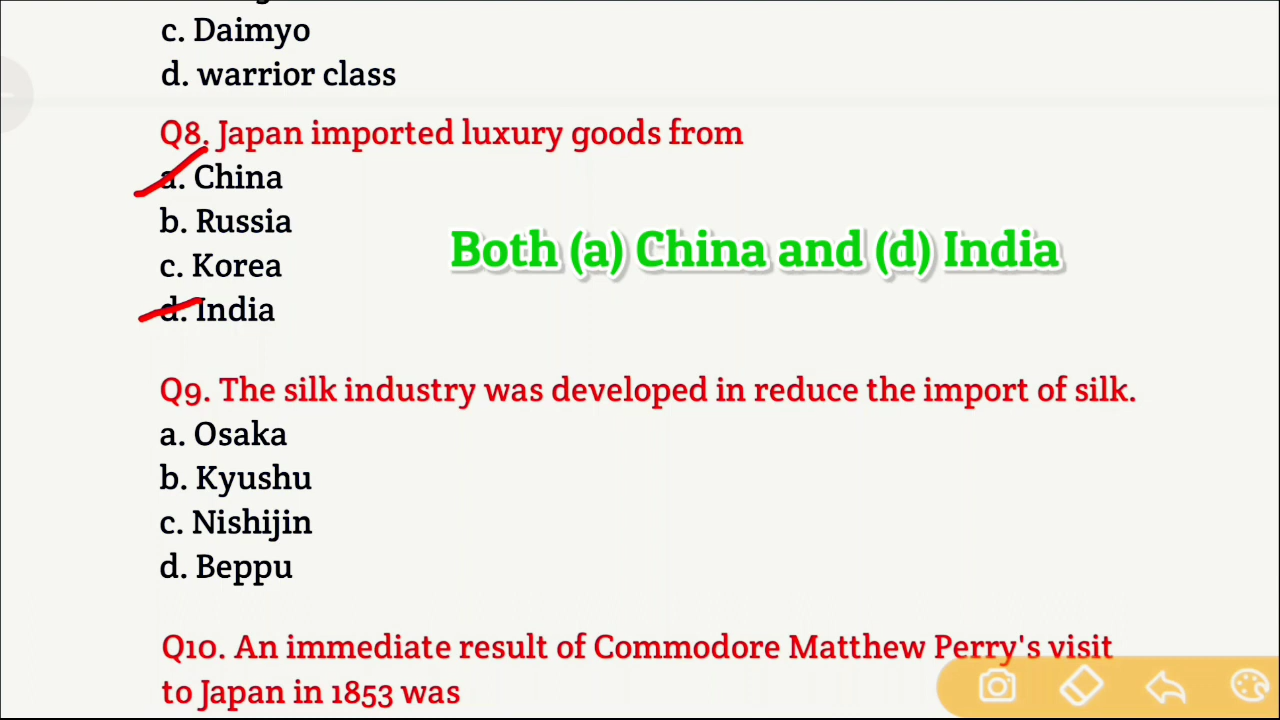 c. Daimyo
d. warrior class
Q8. Japan imported luxury goods from
a. China
b. Russia
c. Korea
d. India
Both (a) China and (d) India
Q9. The silk industry was developed in reduce the import of silk.
a. Osaka
b. Kyushu
c. Nishijin
d. Beppu
Q10. An immediate result of Commodore Matthew Perry's visit
to Japan in 1853 was